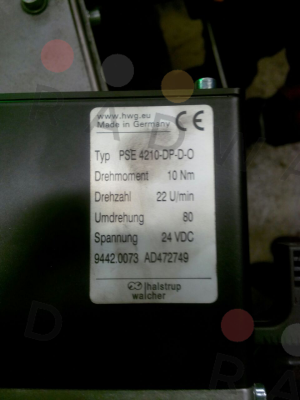 www.hwg.eu
Made in Germany CE
Typ PSE 4210-DP-D-O
Drehmoment 10 Nm
Drehzahl 22 U/min
Umdrehung 80
Spannung 24 VDC
9442.0073 AD472749
halstrup
walcher